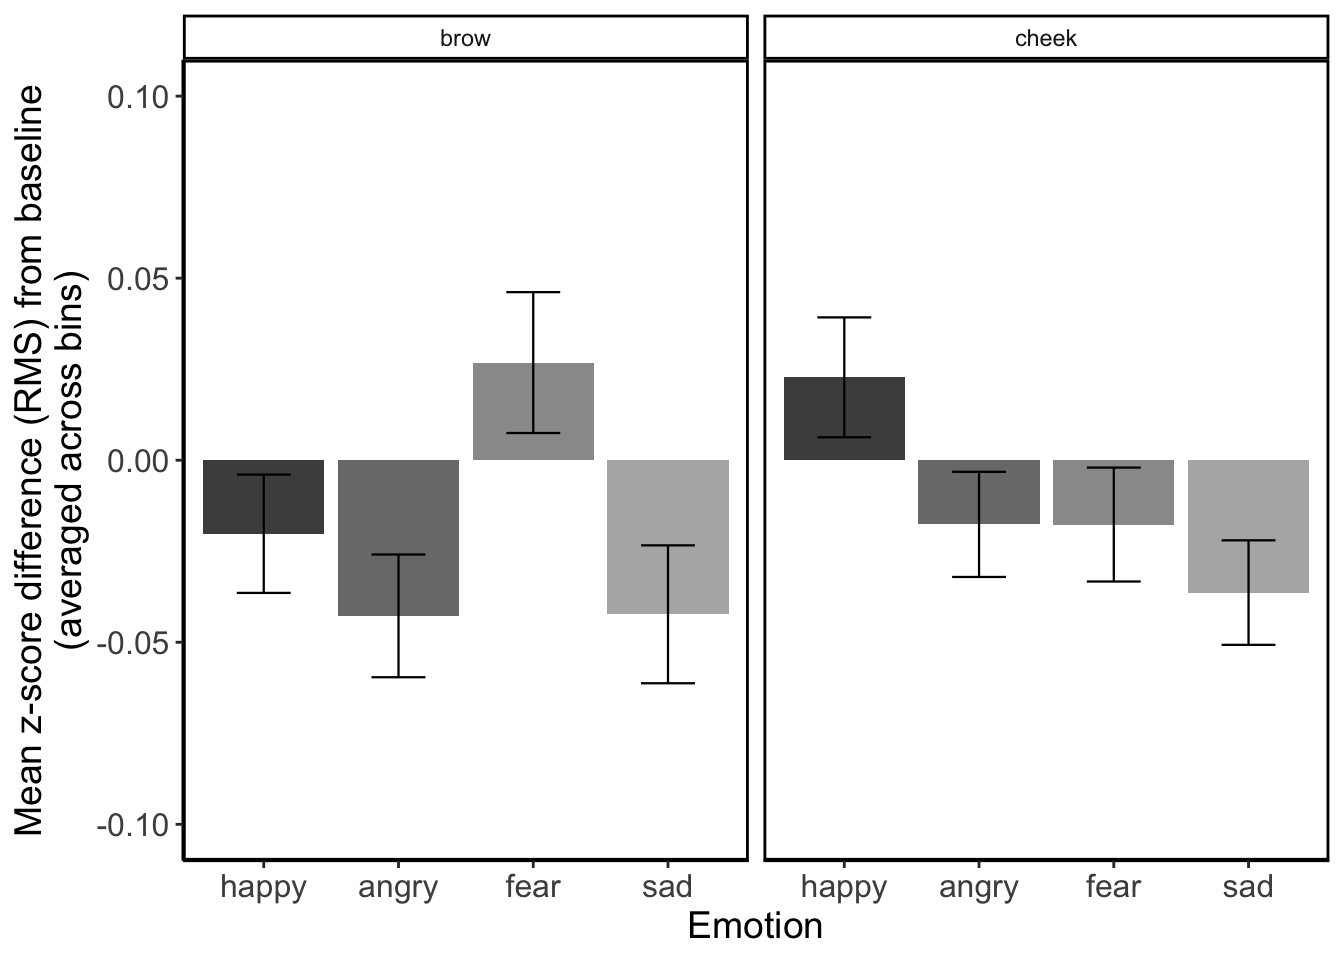 brow
cheek
Mean z-score difference (RMS) from baseline
(averaged across bins)
0.10
0.05
0.00
-0.05
-0.10
happy angry fear sad
happy angry fear sad
Emotion